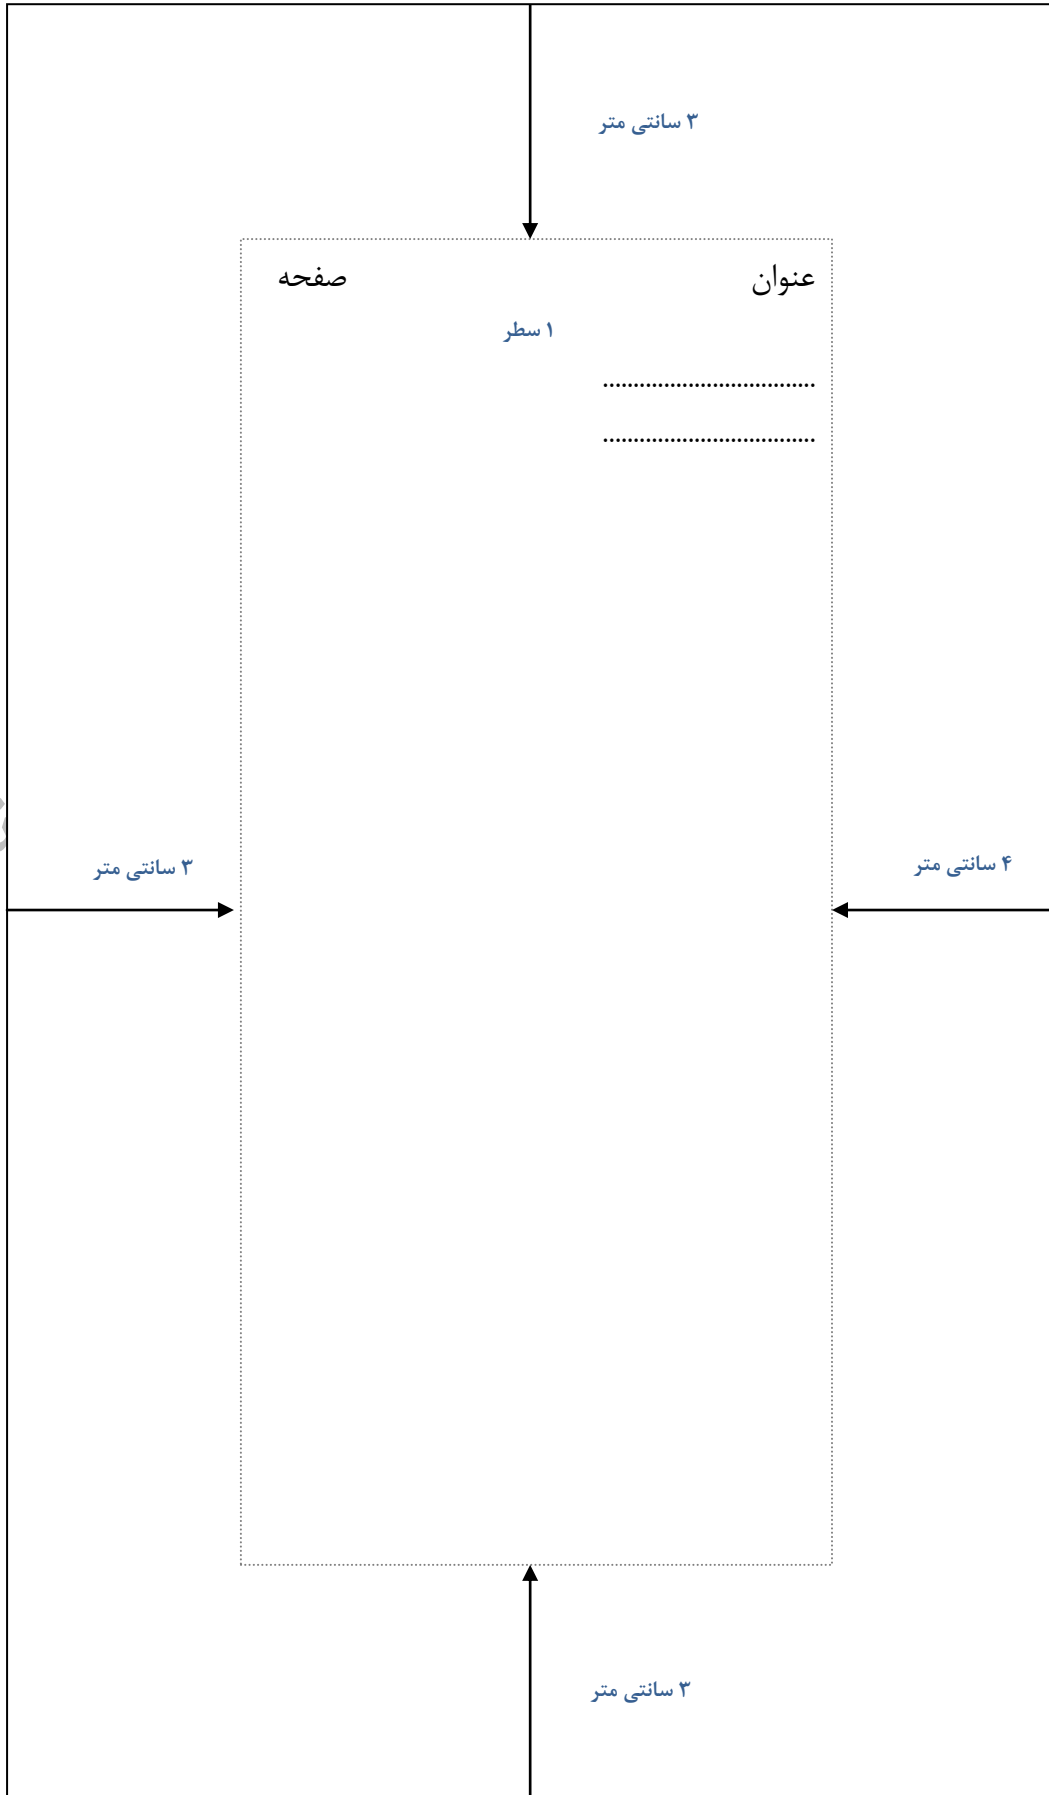 ۳ سانتی متر
عنوان صفحه
۱ سطر
...................................
...................................
۴ سانتی متر
۳ سانتی متر
۳ سانتی متر